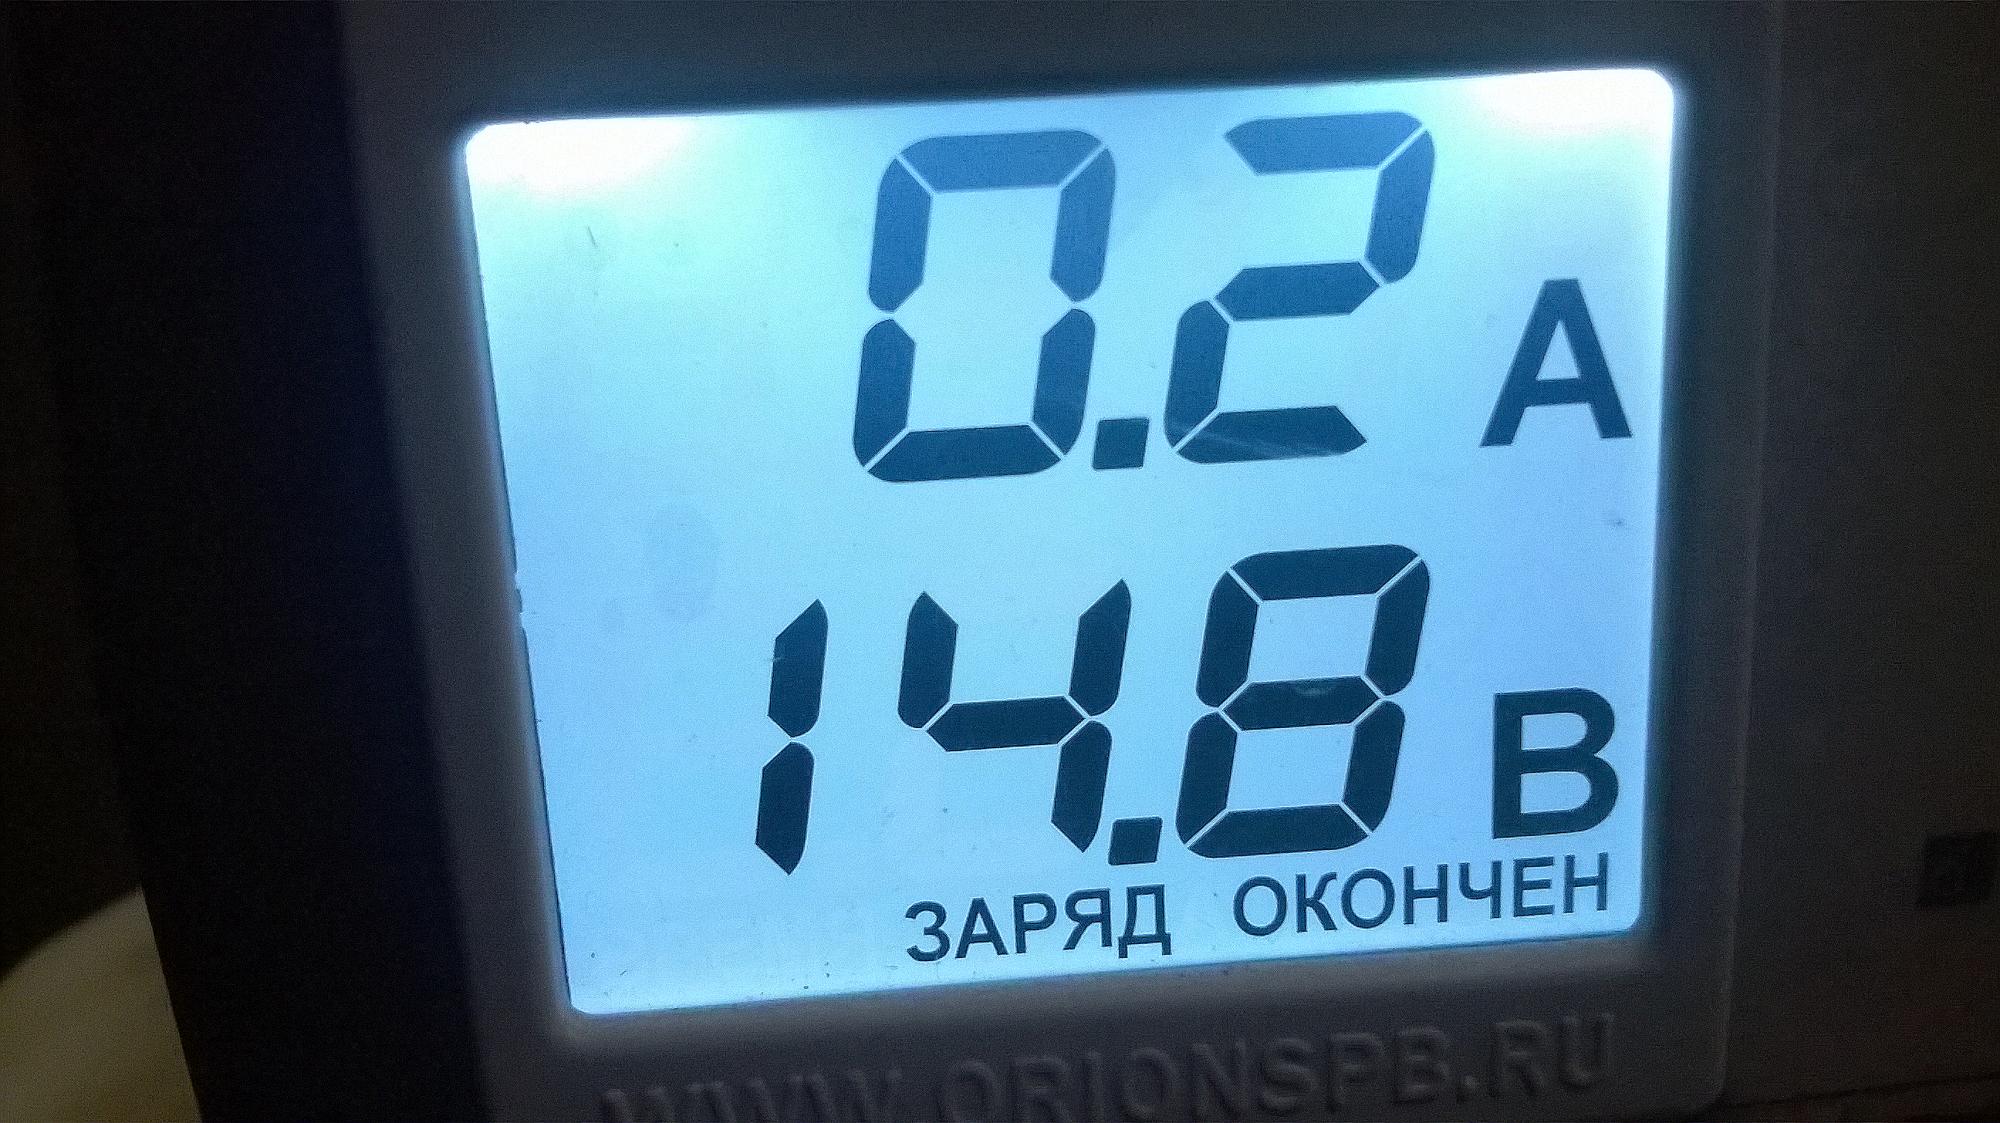 0.2 А
14.8 В
ЗАРЯД ОКОНЧЕН
WWW.ORIONSPB.RU